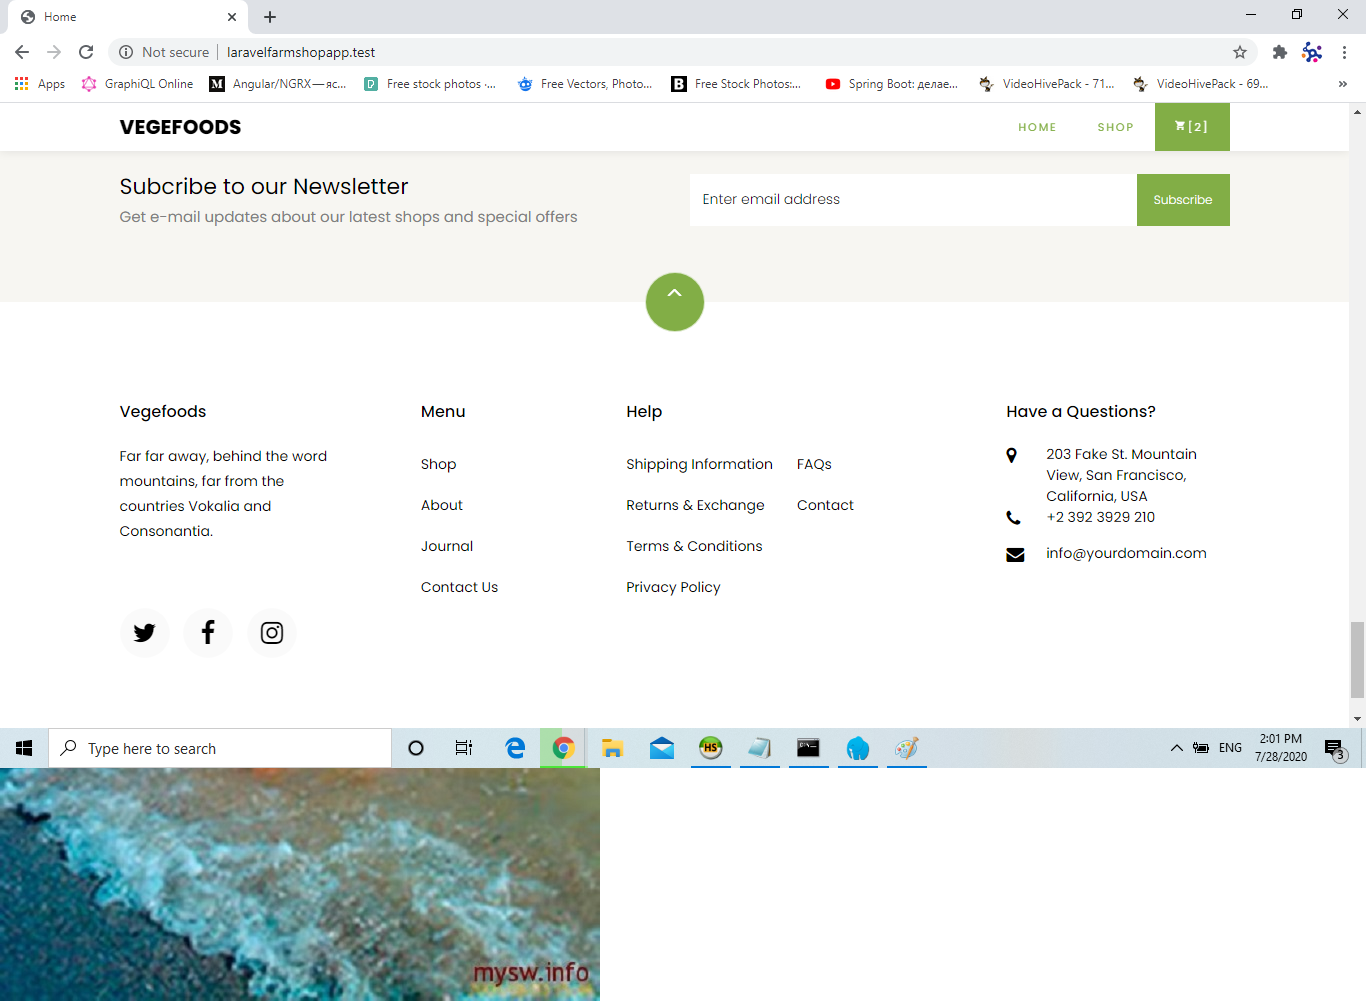 Home
Not secure laravelfarmshopapp.test
Apps GraphiQL Online Angular/NGRX — яс... Free stock photos ·... Free Vectors, Photo... Free Stock Photos:... Spring Boot: делае... VideoHivePack - 71... VideoHivePack - 69... »
VEGEFOODS HOME SHOP [2]
Subcribe to our Newsletter
Get e-mail updates about our latest shops and special offers
Enter email address Subscribe
Vegefoods
Far far away, behind the word
mountains, far from the
countries Vokalia and
Consonantia.
Menu
Shop
About
Journal
Contact Us
Help
Shipping Information
Returns & Exchange
Terms & Conditions
Privacy Policy
FAQs
Contact
Have a Questions?
203 Fake St. Mountain
View, San Francisco,
California, USA
+2 392 3929 210
info@yourdomain.com
Type here to search
HS
ENG
2:01 PM
7/28/2020
3
mysw.info